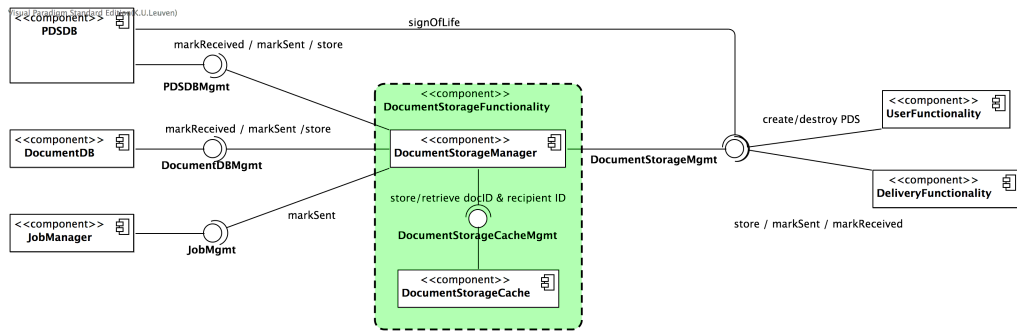 Visual Paradigm Standard Edition(K.U.Leuven)
<<component>>
PDSDB
signOfLife
markReceived / markSent / store
PDSDBMgmt
<<component>>
DocumentStorageFunctionality
<<component>>
UserFunctionality
create/destroy PDS
markReceived / markSent /store
<<component>>
DocumentDB
DocumentDBMgmt
<<component>>
DocumentStorageManager
DocumentStorageMgmt
<<component>>
DeliveryFunctionality
store/retrieve docID & recipient ID
markSent
<<component>>
JobManager
JobMgmt
DocumentStorageCacheMgmt
store / markSent / markReceived
<<component>>
DocumentStorageCache